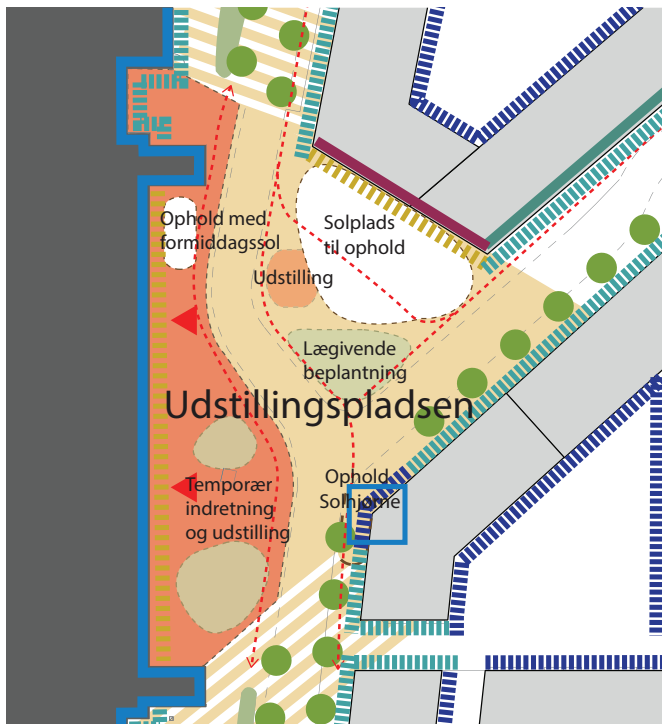 Ophold med
formiddagssol
Solplads
til ophold
Udstilling
Lægivende
beplantning
Udstillingspladsen
Ophold
Solhjørne
Temporær
indretning
og udstilling